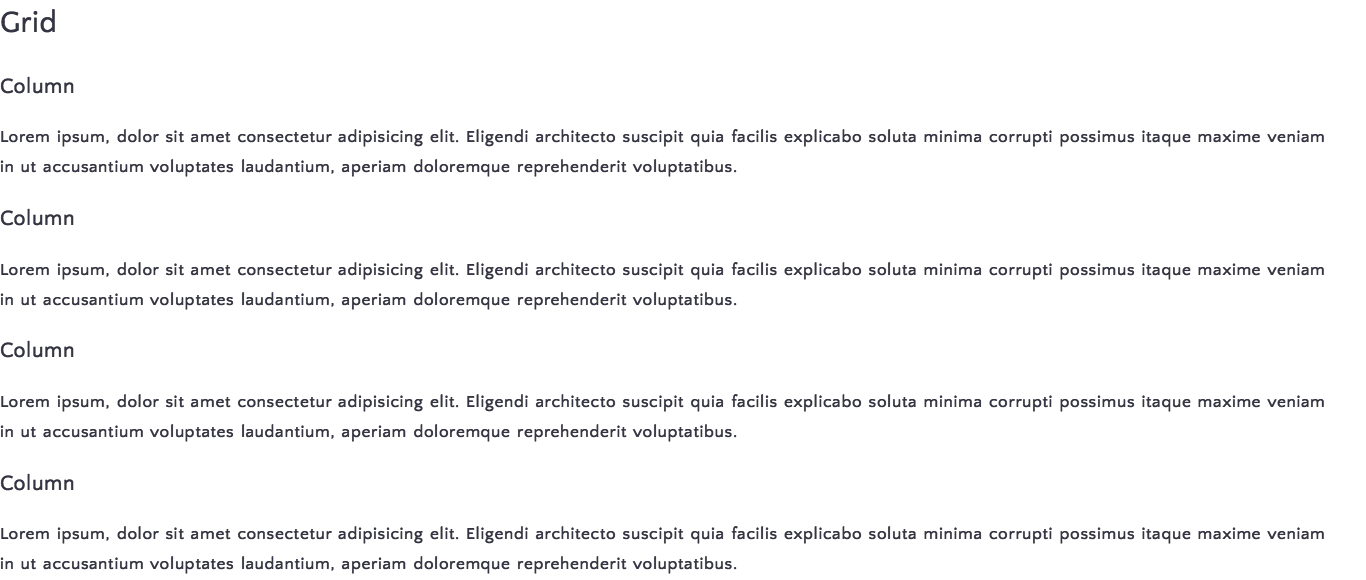 Grid
Column
Lorem ipsum, dolor sit amet consectetur adipisicing elit. Eligendi architecto suscipit quia facilis explicabo soluta minima corrupti possimus itaque maxime veniam
in ut accusantium voluptates laudantium, aperiam doloremque reprehenderit voluptatibus.
Column
Lorem ipsum, dolor sit amet consectetur adipisicing elit. Eligendi architecto suscipit quia facilis explicabo soluta minima corrupti possimus itaque maxime veniam
in ut accusantium voluptates laudantium, aperiam doloremque reprehenderit voluptatibus.
Column
Lorem ipsum, dolor sit amet consectetur adipisicing elit. Eligendi architecto suscipit quia facilis explicabo soluta minima corrupti possimus itaque maxime veniam
in ut accusantium voluptates laudantium, aperiam doloremque reprehenderit voluptatibus.
Column
Lorem ipsum, dolor sit amet consectetur adipisicing elit. Eligendi architecto suscipit quia facilis explicabo soluta minima corrupti possimus itaque maxime veniam
in ut accusantium voluptates laudantium, aperiam doloremque reprehenderit voluptatibus.